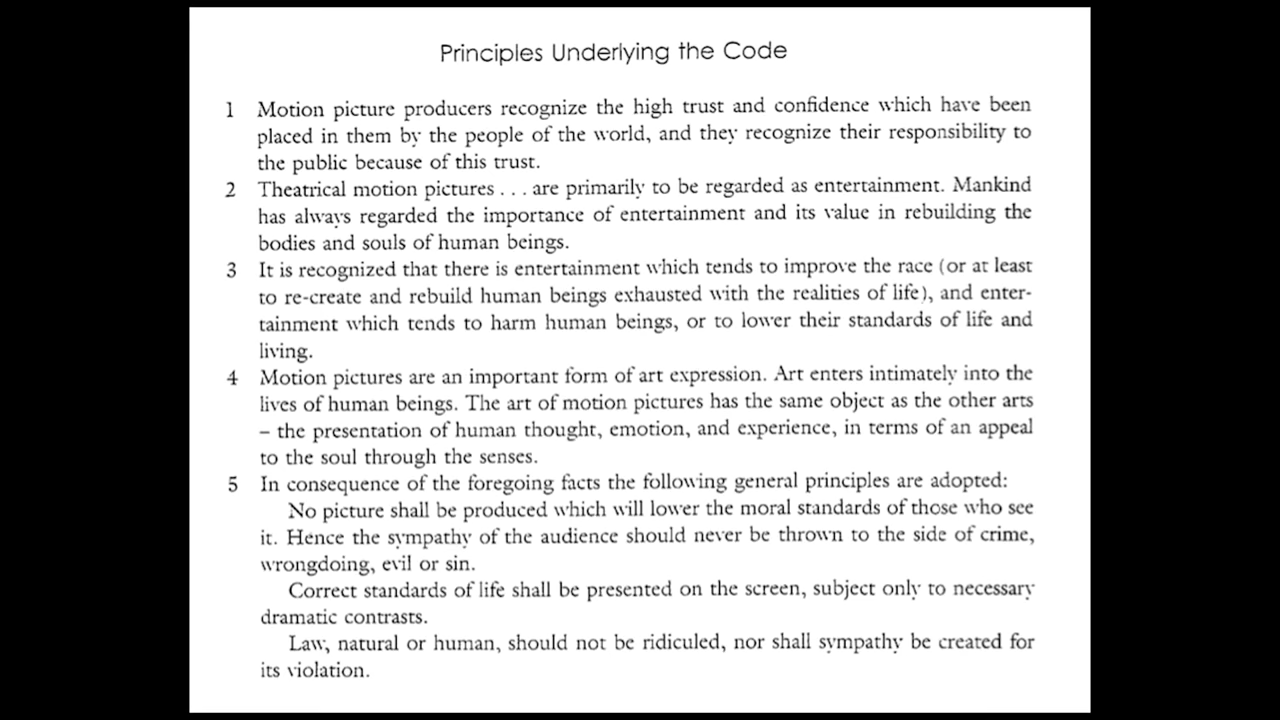 Principles Underlying the Code
1 Motion picture producers recognize the high trust and confidence which have been
placed in them by the people of the world, and they recognize their responsibility to
the public because of this trust.
2 Theatrical motion pictures . . . are primarily to be regarded as entertainment. Mankind
has always regarded the importance of entertainment and its value in rebuilding the
bodies and souls of human beings.
3 It is recognized that there is entertainment which tends to improve the race (or at least
to re-create and rebuild human beings exhausted with the realities of life), and enter-
tainment which tends to harm human beings, or to lower their standards of life and
living.
4 Motion pictures are an important form of art expression. Art enters intimately into the
lives of human beings. The art of motion pictures has the same object as the other arts
– the presentation of human thought, emotion, and experience, in terms of an appeal
to the soul through the senses.
5 In consequence of the foregoing facts the following general principles are adopted:
No picture shall be produced which will lower the moral standards of those who see
it. Hence the sympathy of the audience should never be thrown to the side of crime,
wrongdoing, evil or sin.
Correct standards of life shall be presented on the screen, subject only to necessary
dramatic contrasts.
Law, natural or human, should not be ridiculed, nor shall sympathy be created for
its violation.